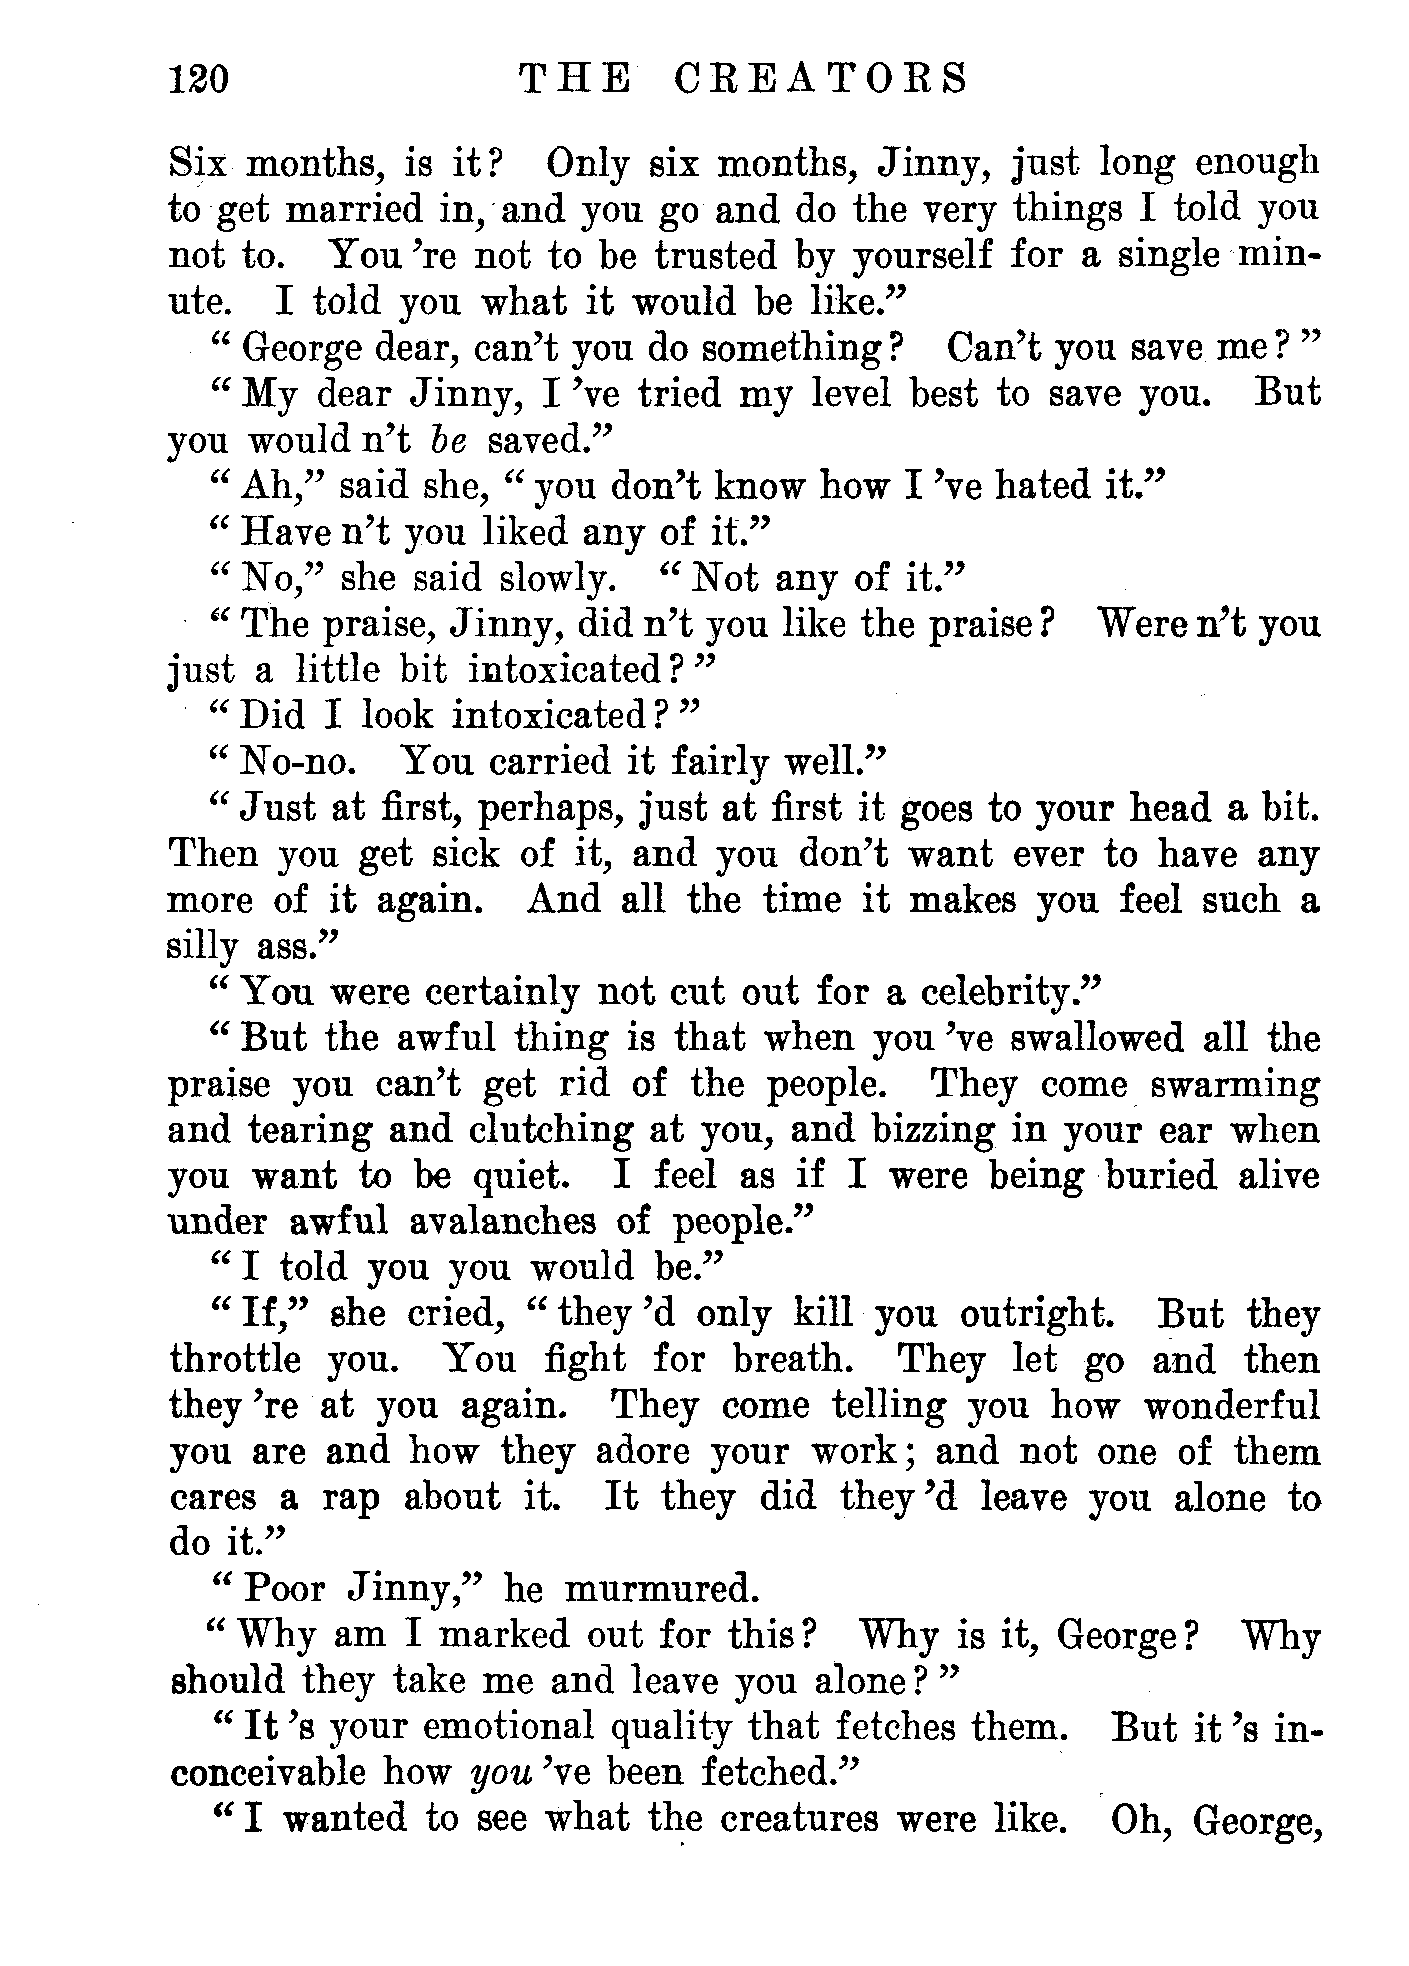 120 THE CREATORS
Six months, is it? Only six months, Jinny, just long enough
to get married in, and you go and do the very things I told you
not to. You 're not to be trusted by yourself for a single min-
ute. I told you what it would be like."
" George dear, can't you do something? Can't you save me? "
" My dear Jinny, I 've tried my level best to save you. But
you would n't be saved."
" Ah," said she, " you don't know how I 've hated it."
" Have n't you liked any of it."
" No," she said slowly. " Not any of it."
" The praise, Jinny, did n't you like the praise? Were n't you
just a little bit intoxicated? "
" Did I look intoxicated? "
" No-no. You carried it fairly well."
" Just at first, perhaps, just at first it goes to your head a bit.
Then you get sick of it, and you don't want ever to have any
more of it again. And all the time it makes you feel such a
silly ass."
" You were certainly not cut out for a celebrity."
" But the awful thing is that when you 've swallowed all the
praise you can't get rid of the people. They come swarming
and tearing and clutching at you, and bizzing in your ear when
you want to be quiet. I feel as if I were being buried alive
under awful avalanches of people."
" I told you you would be."
" If," she cried, " they 'd only kill you outright. But they
throttle you. You fight for breath. They let go and then
they 're at you again. They come telling you how wonderful
you are and how they adore your work; and not one of them
cares a rap about it. It they did they 'd leave you alone to
do it."
" Poor Jinny," he murmured.
" Why am I marked out for this? Why is it, George? Why
should they take me and leave you alone? "
" It 's your emotional quality that fetches them. But it 's in-
conceivable how you 've been fetched."
" I wanted to see what the creatures were like. Oh, George,